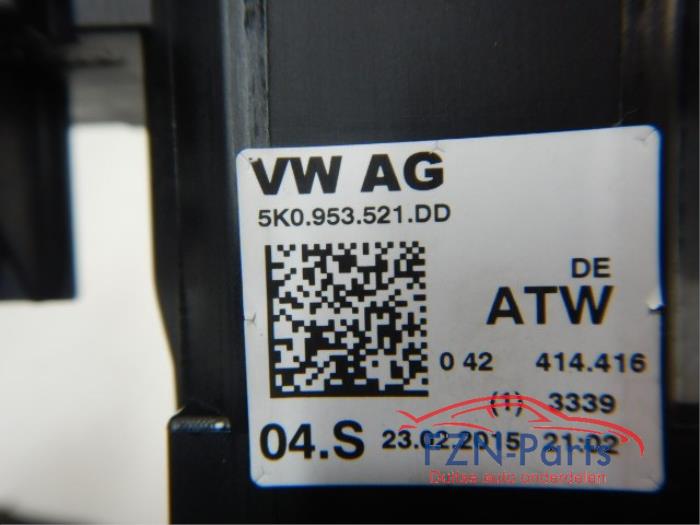 VW AG
5K0.953.521.DD
DE
ATW
0 42 414.416
(1) 3339
04.S 23.02.2015 21:02
FZN-Parts
Duitse auto onderdelen